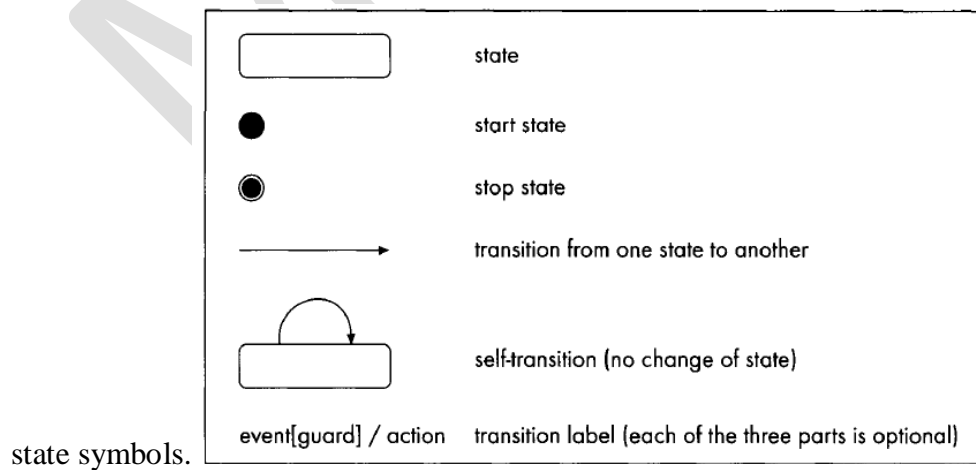 state
start state
stop state
transition from one state to another
self-transition (no change of state)
event[guard] / action transition label (each of the three parts is optional)
state symbols.